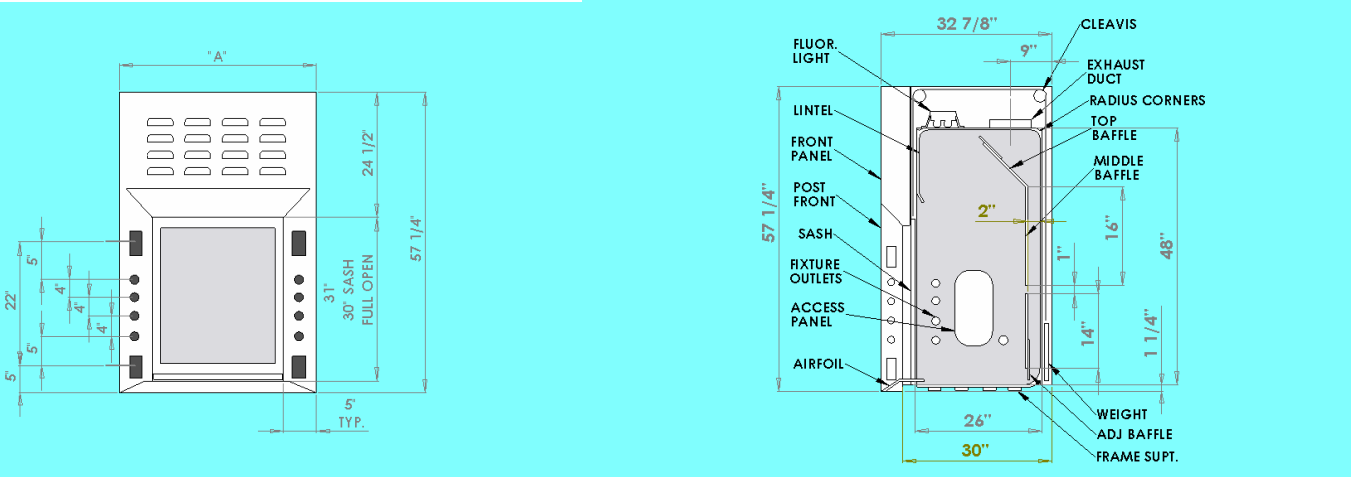 "A"
24 1/2"
57 1/4"
31"
30" SASH
FULL OPEN
22"
5"
4"
4"
4"
5"
5"
5"
TYP.
32 7/8"
9"
CLEAVIS
FLUOR.
LIGHT
EXHAUST
DUCT
LINTEL
RADIUS CORNERS
TOP
BAFFLE
FRONT
PANEL
MIDDLE
BAFFLE
POST
FRONT
57 1/4"
2"
16"
1"
48"
SASH
FIXTURE
OUTLETS
ACCESS
PANEL
14"
1 1/4"
AIRFOIL
WEIGHT
26"
ADJ BAFFLE
30"
FRAME SUPT.